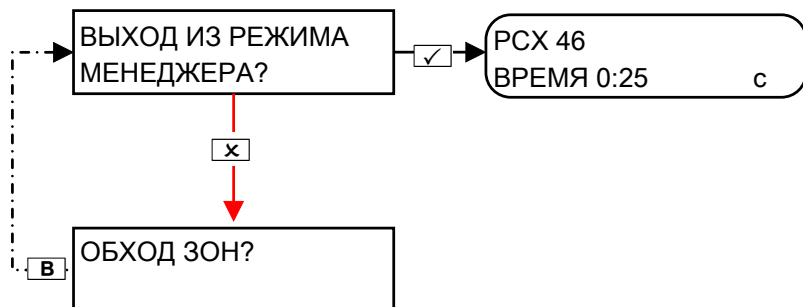 ВЫХОД ИЗ РЕЖИМА
МЕНЕДЖЕРА?
✓
РСХ 46
ВРЕМЯ 0:25 с
x
ОБХОД ЗОН?
B